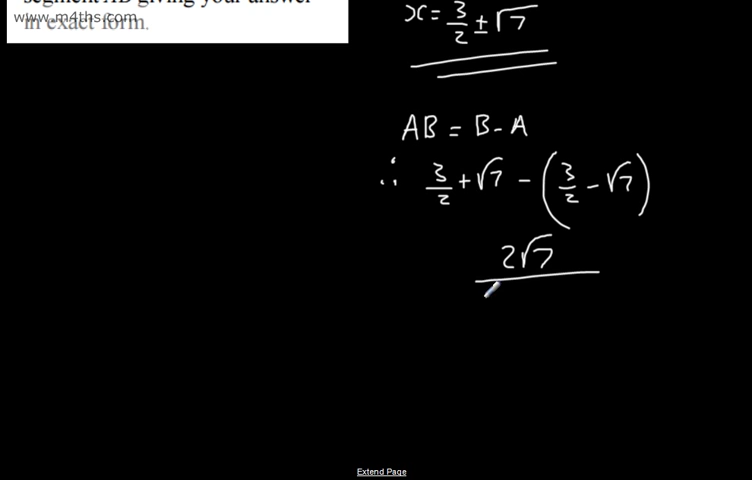 segment AB giving your answer
www.m4ths.com
in exact form.
x = 3/2 ± √7
AB = B - A
∴ 3/2 + √7 - (3/2 - √7)
2√7
Extend Page